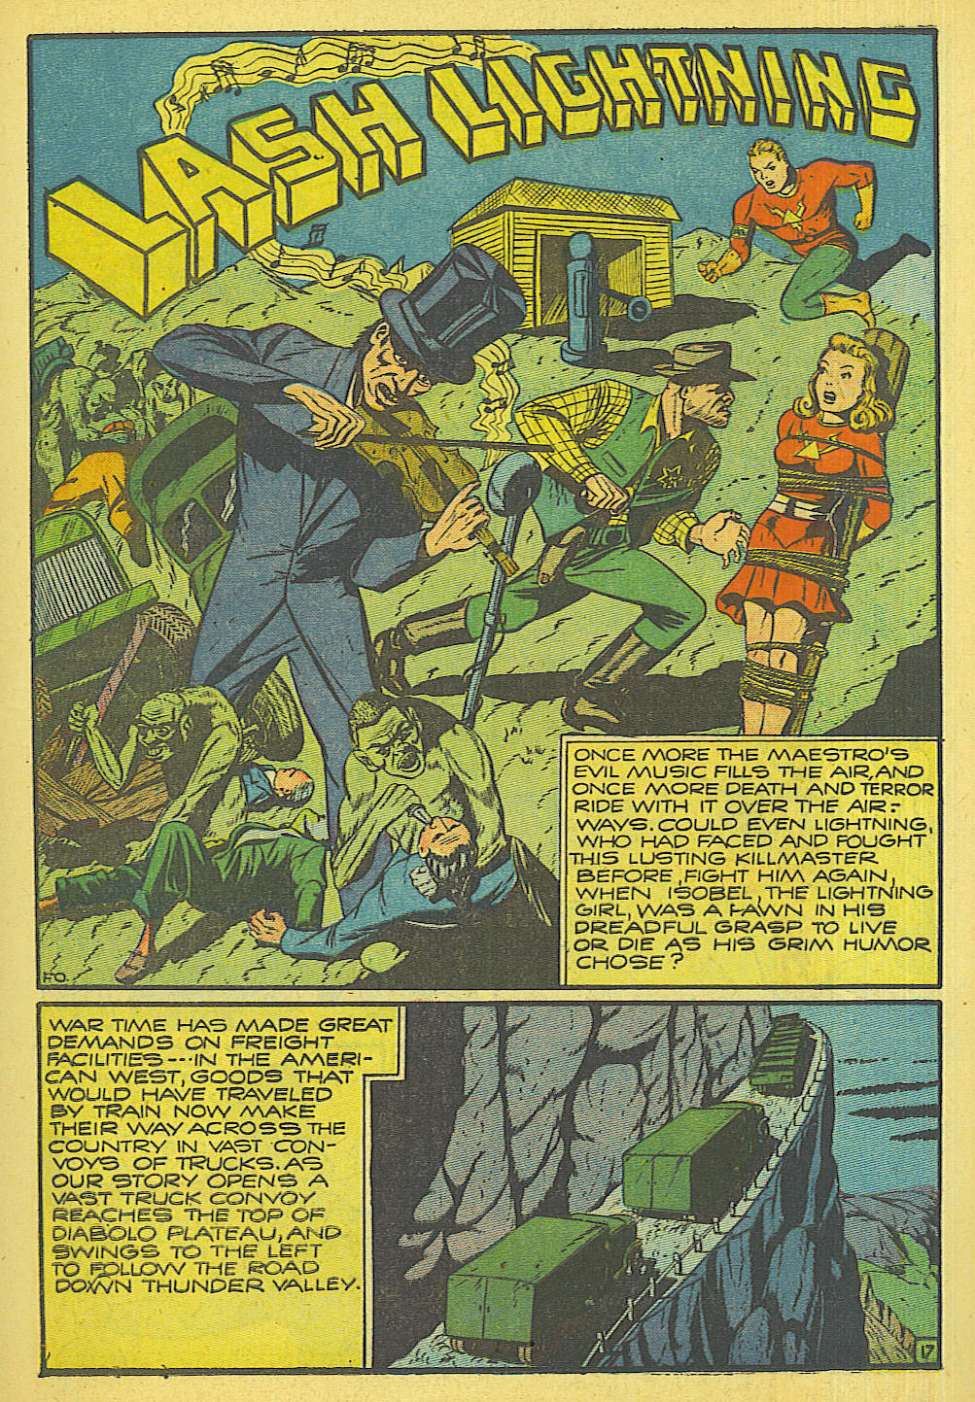 LASH LIGHTNING
ONCE MORE THE MAESTRO'S
EVIL MUSIC FILLS THE AIR, AND
ONCE MORE DEATH AND TERROR
RIDE WITH IT OVER THE AIR-
WAYS. COULD EVEN LIGHTNING,
WHO HAD FACED AND FOUGHT
THIS LUSTING KILLMASTER
BEFORE, FIGHT HIM AGAIN,
WHEN ISOBEL, THE LIGHTNING
GIRL, WAS A PAWN IN HIS
DREADFUL GRASP TO LIVE
OR DIE AS HIS GRIM HUMOR
CHOSE?
FO.
WAR TIME HAS MADE GREAT
DEMANDS ON FREIGHT
FACILITIES---IN THE AMERI-
CAN WEST, GOODS THAT
WOULD HAVE TRAVELED
BY TRAIN NOW MAKE
THEIR WAY ACROSS THE
COUNTRY IN VAST CON-
VOYS OF TRUCKS. AS
OUR STORY OPENS A
VAST TRUCK CONVOY
REACHES THE TOP OF
DIABOLO PLATEAU, AND
SWINGS TO THE LEFT
TO FOLLOW THE ROAD
DOWN THUNDER VALLEY.
17